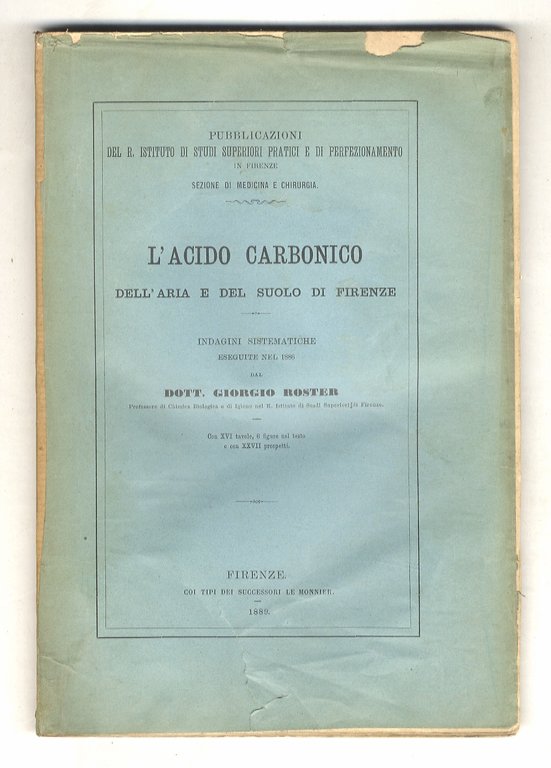 PUBBLICAZIONI
DEL R. ISTITUTO DI STUDI SUPERIORI PRATICI E DI PERFEZIONAMENTO
IN FIRENZE
SEZIONE DI MEDICINA E CHIRURGIA.
L'ACIDO CARBONICO
DELL'ARIA E DEL SUOLO DI FIRENZE
INDAGINI SISTEMATICHE
ESEGUITE NEL 1886
DAL
DOTT. GIORGIO ROSTER
Professore di Chimica Biologica e di Igiene nel R. Istituto di Studi Superiori di Firenze.
Con XVI tavole, 6 figure nel testo
e con XXVII prospetti.
FIRENZE.
COI TIPI DEI SUCCESSORI LE MONNIER.
1889.